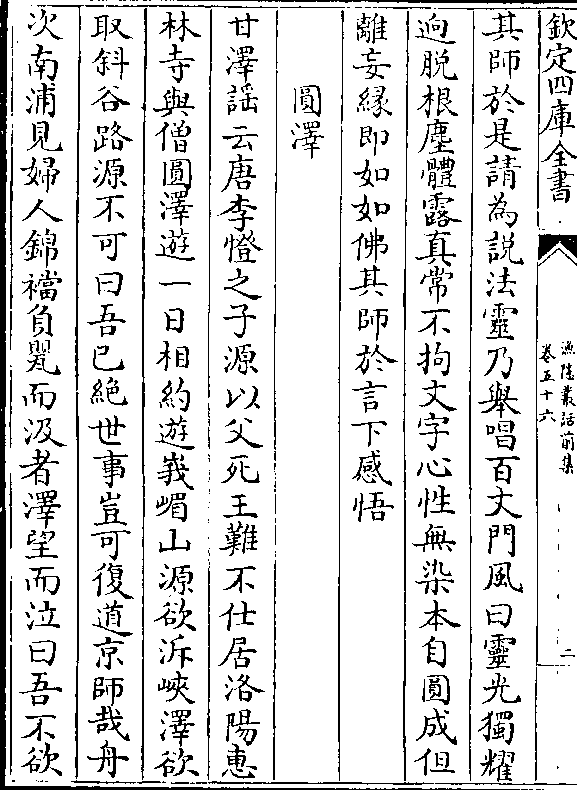 欽定四庫全書
漁隱叢話前集
卷五十六
二
其師於是請為説法靈乃舉唱百丈門風曰靈光獨耀
逈脱根塵體露真常不拘文字心性無染本自圓成但
離妄縁即如如佛其師於言下感悟
圓澤
甘澤謡云唐李憕之子源以父死王難不仕居洛陽惠
林寺與僧圓澤遊一日相約遊峩嵋山源欲泝峽澤欲
取斜谷路源不可曰吾已絶世事豈可復道京師哉舟
次南浦見婦人錦襠負甖而汲者澤望而泣曰吾不欲